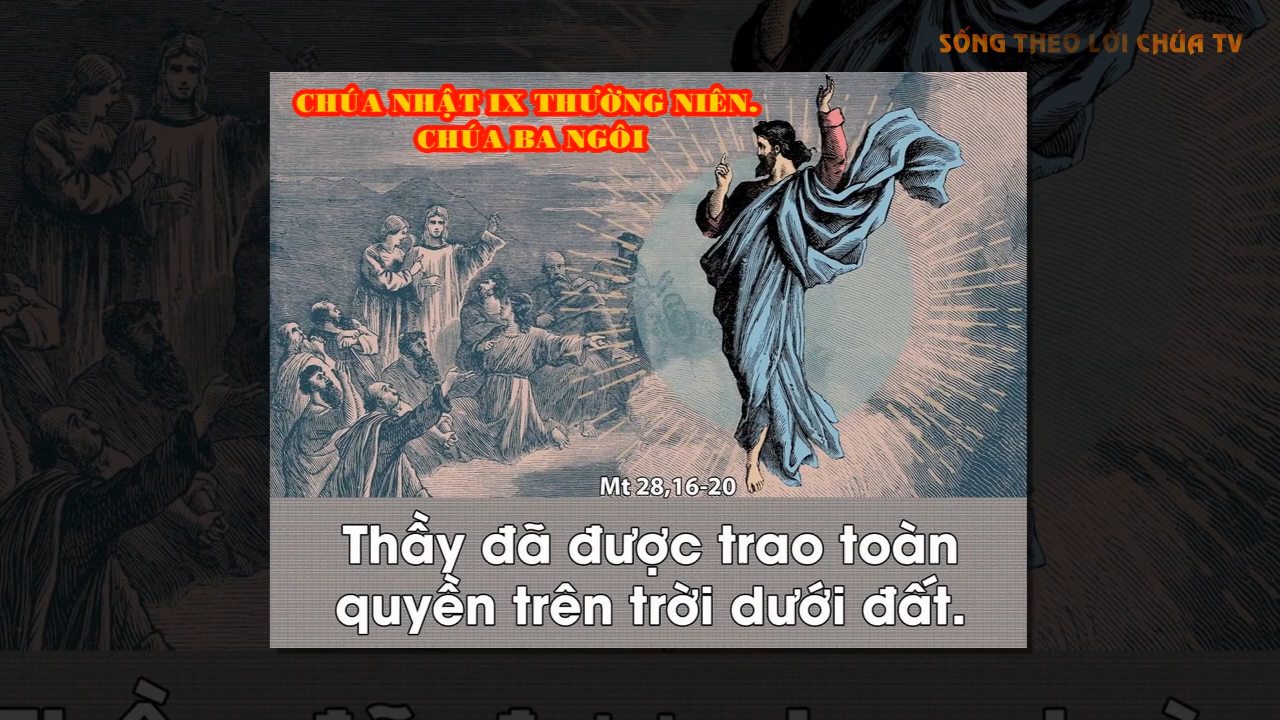 SỐNG THEO LỜI CHÚA TV
CHÚA NHẬT IX THƯỜNG NIÊN.
CHÚA BA NGÔI
Mt 28,16-20
Thầy đã được trao toàn
quyền trên trời dưới đất.